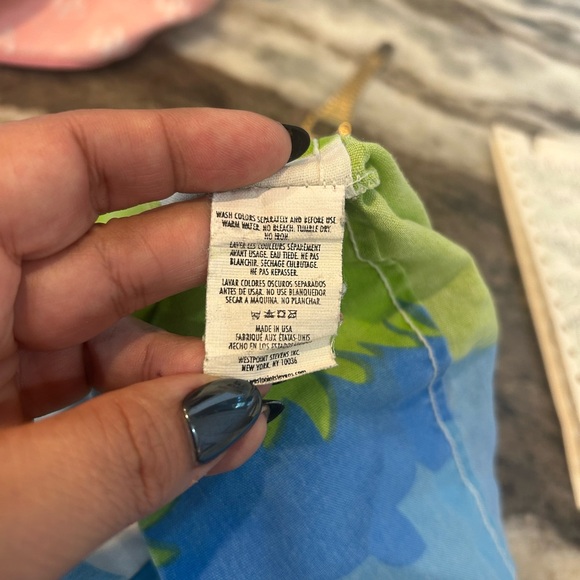 WASH COLORS SEPARATELY AND BEFORE USE.
WARM WATER. NO BLEACH. TUMBLE DRY.
NO IRON.
LAVER LES COULEURS SÉPARÉMENT
AVANT USAGE. EAU TIEDE. NE PAS
BLANCHIR. SÉCHAGE CULBUTAGE.
NE PAS REPASSER.
LAVAR COLORES OSCUROS SEPARADOS
ANTES DE USAR. NO USE BLANQUEDOR
SECAR A MAQUINA. NO PLANCHAR.
MADE IN USA
FABRIQUÉ AUX ÉTATS-UNIS
HECHO EN LOS
WESTPOINT STEVENS INC.
NEW YORK, NY 10036
westpointstevens.com